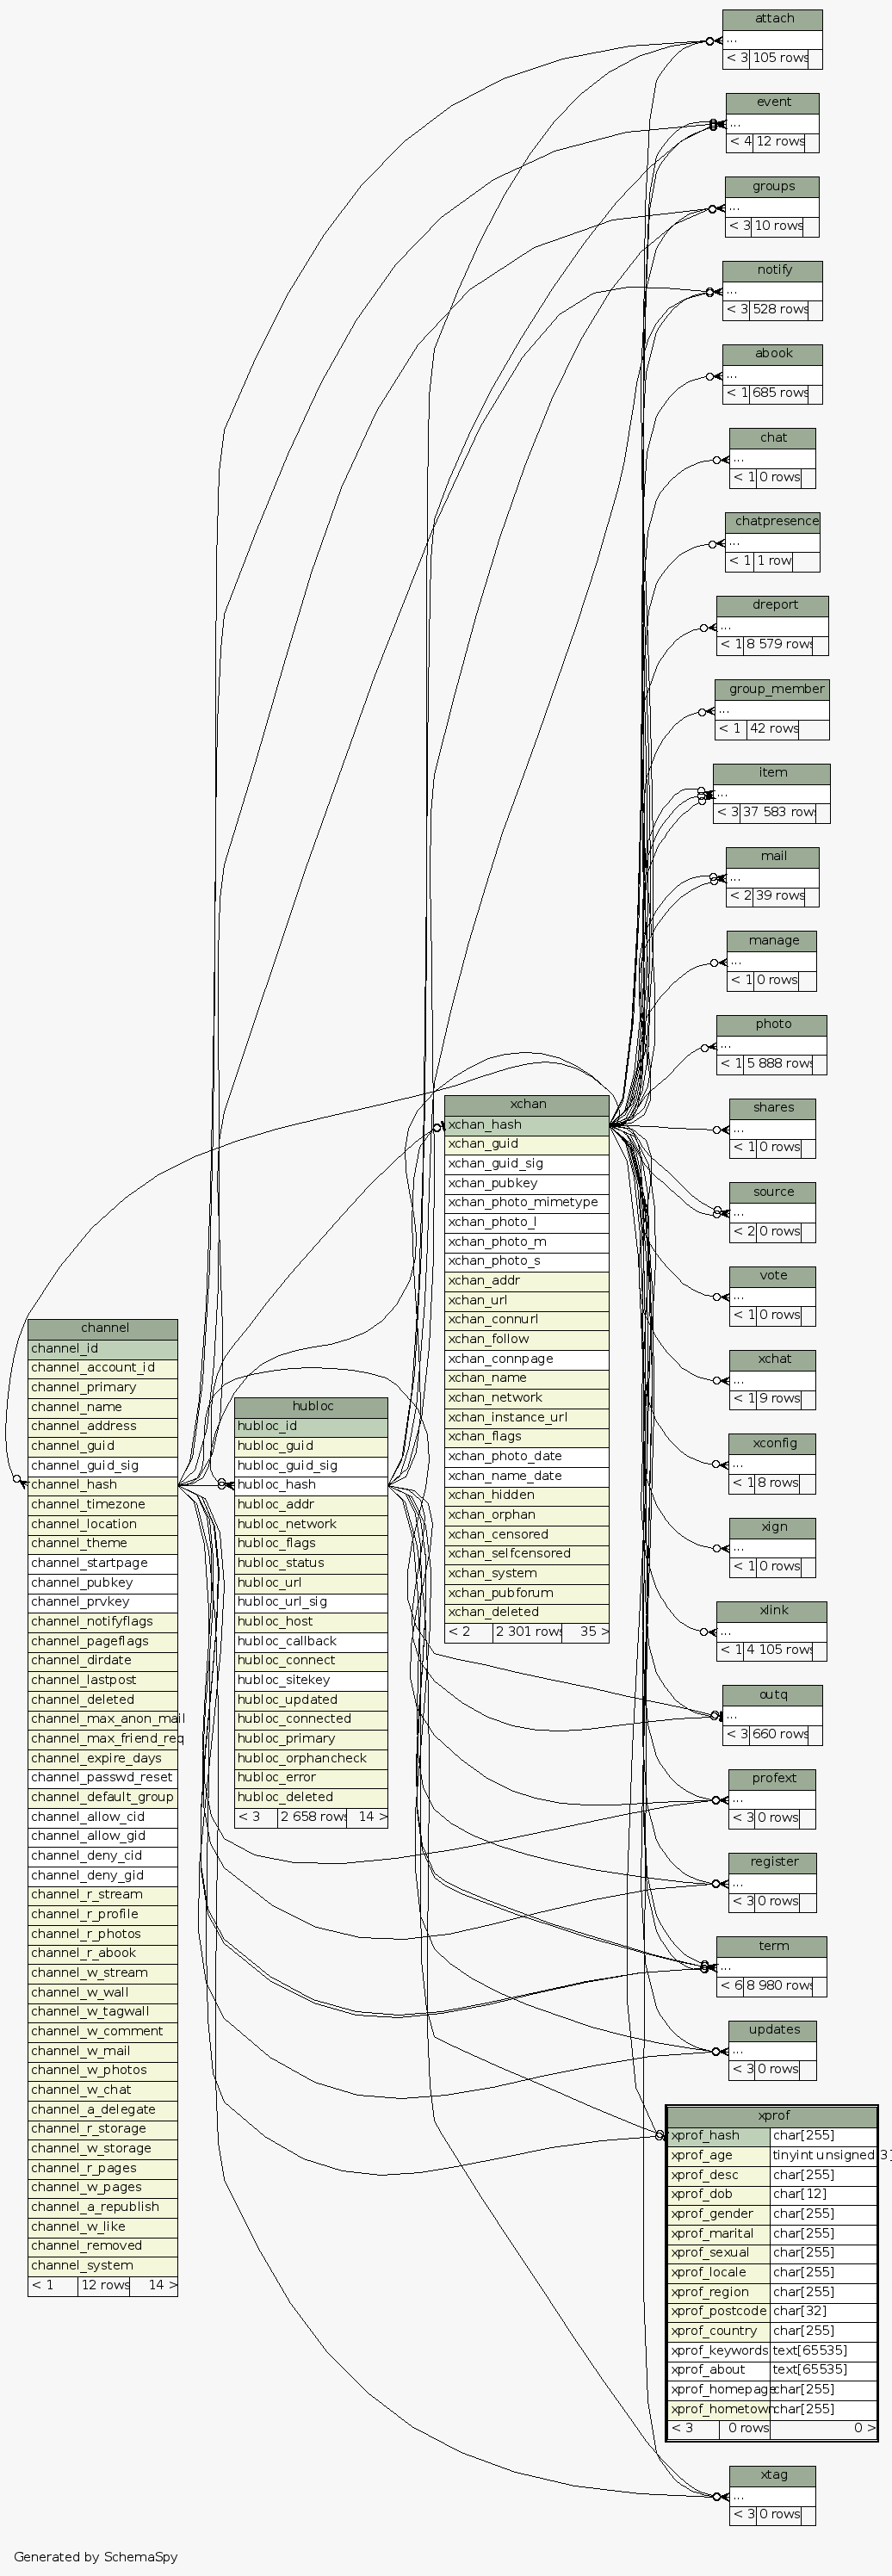 attach
...
< 3 105 rows
event
...
< 4 12 rows
groups
...
< 3 10 rows
notify
...
< 3 528 rows
abook
...
< 1 685 rows
chat
...
< 1 0 rows
chatpresence
...
< 1 1 row
dreport
...
< 1 8 579 rows
group_member
...
< 1 42 rows
item
...
< 3 37 583 rows
mail
...
< 2 39 rows
manage
...
< 1 0 rows
photo
...
< 1 5 888 rows
shares
...
< 1 0 rows
source
...
< 2 0 rows
vote
...
< 1 0 rows
xchat
...
< 1 9 rows
xconfig
...
< 1 8 rows
xign
...
< 1 0 rows
xlink
...
< 1 4 105 rows
outq
...
< 3 660 rows
profext
...
< 3 0 rows
register
...
< 3 0 rows
term
...
< 6 8 980 rows
updates
...
< 3 0 rows
xprof
xprof_hash char[255]
xprof_age tinyint unsigned[3]
xprof_desc char[255]
xprof_dob char[12]
xprof_gender char[255]
xprof_marital char[255]
xprof_sexual char[255]
xprof_locale char[255]
xprof_region char[255]
xprof_postcode char[32]
xprof_country char[255]
xprof_keywords text[65535]
xprof_about text[65535]
xprof_homepage char[255]
xprof_hometown char[255]
< 3 0 rows 0 >
xtag
...
< 3 0 rows
xchan
xchan_hash
xchan_guid
xchan_guid_sig
xchan_pubkey
xchan_photo_mimetype
xchan_photo_l
xchan_photo_m
xchan_photo_s
xchan_addr
xchan_url
xchan_connurl
xchan_follow
xchan_connpage
xchan_name
xchan_network
xchan_instance_url
xchan_flags
xchan_photo_date
xchan_name_date
xchan_hidden
xchan_orphan
xchan_censored
xchan_selfcensored
xchan_system
xchan_pubforum
xchan_deleted
< 2 2 301 rows 35 >
hubloc
hubloc_id
hubloc_guid
hubloc_guid_sig
hubloc_hash
hubloc_addr
hubloc_network
hubloc_flags
hubloc_status
hubloc_url
hubloc_url_sig
hubloc_host
hubloc_callback
hubloc_connect
hubloc_sitekey
hubloc_updated
hubloc_connected
hubloc_primary
hubloc_orphancheck
hubloc_error
hubloc_deleted
< 3 2 658 rows 14 >
channel
channel_id
channel_account_id
channel_primary
channel_name
channel_address
channel_guid
channel_guid_sig
channel_hash
channel_timezone
channel_location
channel_theme
channel_startpage
channel_pubkey
channel_prvkey
channel_notifyflags
channel_pageflags
channel_dirdate
channel_lastpost
channel_deleted
channel_max_anon_mail
channel_max_friend_req
channel_expire_days
channel_passwd_reset
channel_default_group
channel_allow_cid
channel_allow_gid
channel_deny_cid
channel_deny_gid
channel_r_stream
channel_r_profile
channel_r_photos
channel_r_abook
channel_w_stream
channel_w_wall
channel_w_tagwall
channel_w_comment
channel_w_mail
channel_w_photos
channel_w_chat
channel_a_delegate
channel_r_storage
channel_w_storage
channel_r_pages
channel_w_pages
channel_a_republish
channel_w_like
channel_removed
channel_system
< 1 12 rows 14 >
Generated by SchemaSpy